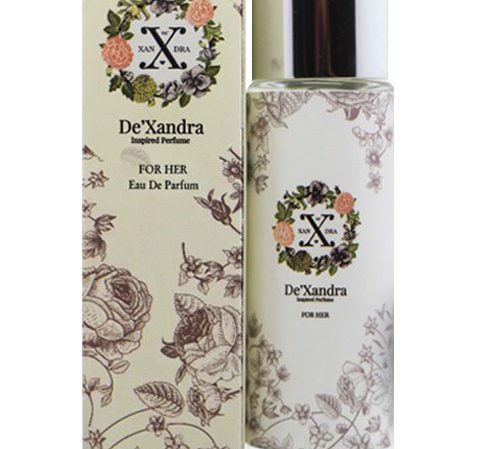 DE
XAN X DRA
De'Xandra
Inspired Perfume
FOR HER
Eau De Parfum
XAN X DRA
De'Xandra
Inspired Perfume
FOR HER